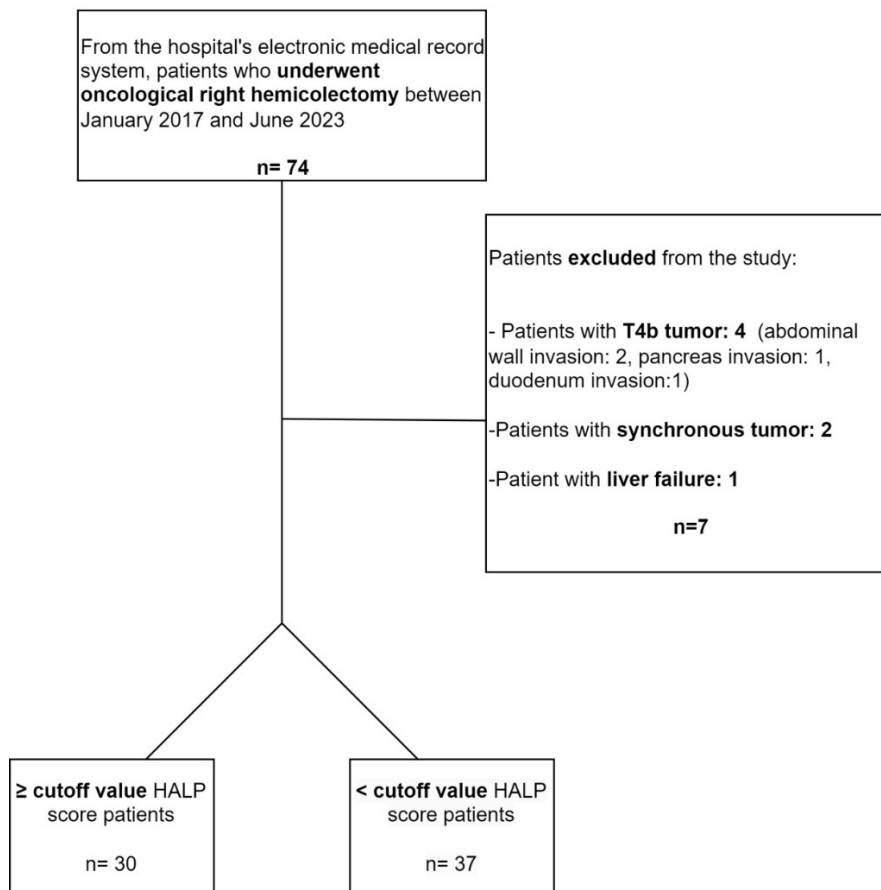 From the hospital's electronic medical record
system, patients who underwent
oncological right hemicolectomy between
January 2017 and June 2023
n= 74
Patients excluded from the study:
- Patients with T4b tumor: 4 (abdominal
wall invasion: 2, pancreas invasion: 1,
duodenum invasion:1)
-Patients with synchronous tumor: 2
-Patient with liver failure: 1
n=7
≥ cutoff value HALP
score patients
n= 30
< cutoff value HALP
score patients
n= 37